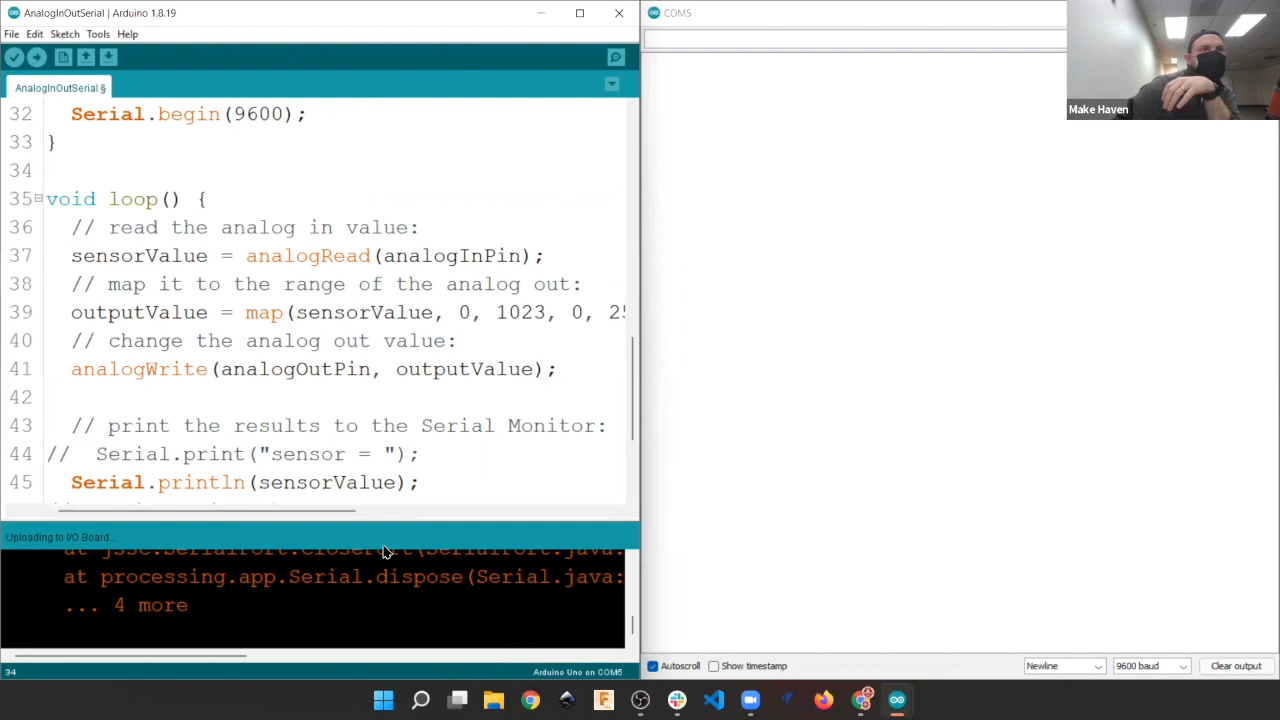 AnalogInOutSerial | Arduino 1.8.19
File Edit Sketch Tools Help
AnalogInOutSerial §
32 Serial.begin(9600);
33 }
34
35 void loop() {
36 // read the analog in value:
37 sensorValue = analogRead(analogInPin);
38 // map it to the range of the analog out:
39 outputValue = map(sensorValue, 0, 1023, 0, 25
40 // change the analog out value:
41 analogWrite(analogOutPin, outputValue);
42
43 // print the results to the Serial Monitor:
44 // Serial.print("sensor = ");
45 Serial.println(sensorValue);
Uploading to I/O Board...
at processing.app.Serial.dispose(Serial.java:
... 4 more
34
Arduino Uno on COM5
COM5
Make Haven
Autoscroll Show timestamp
Newline
9600 baud
Clear output